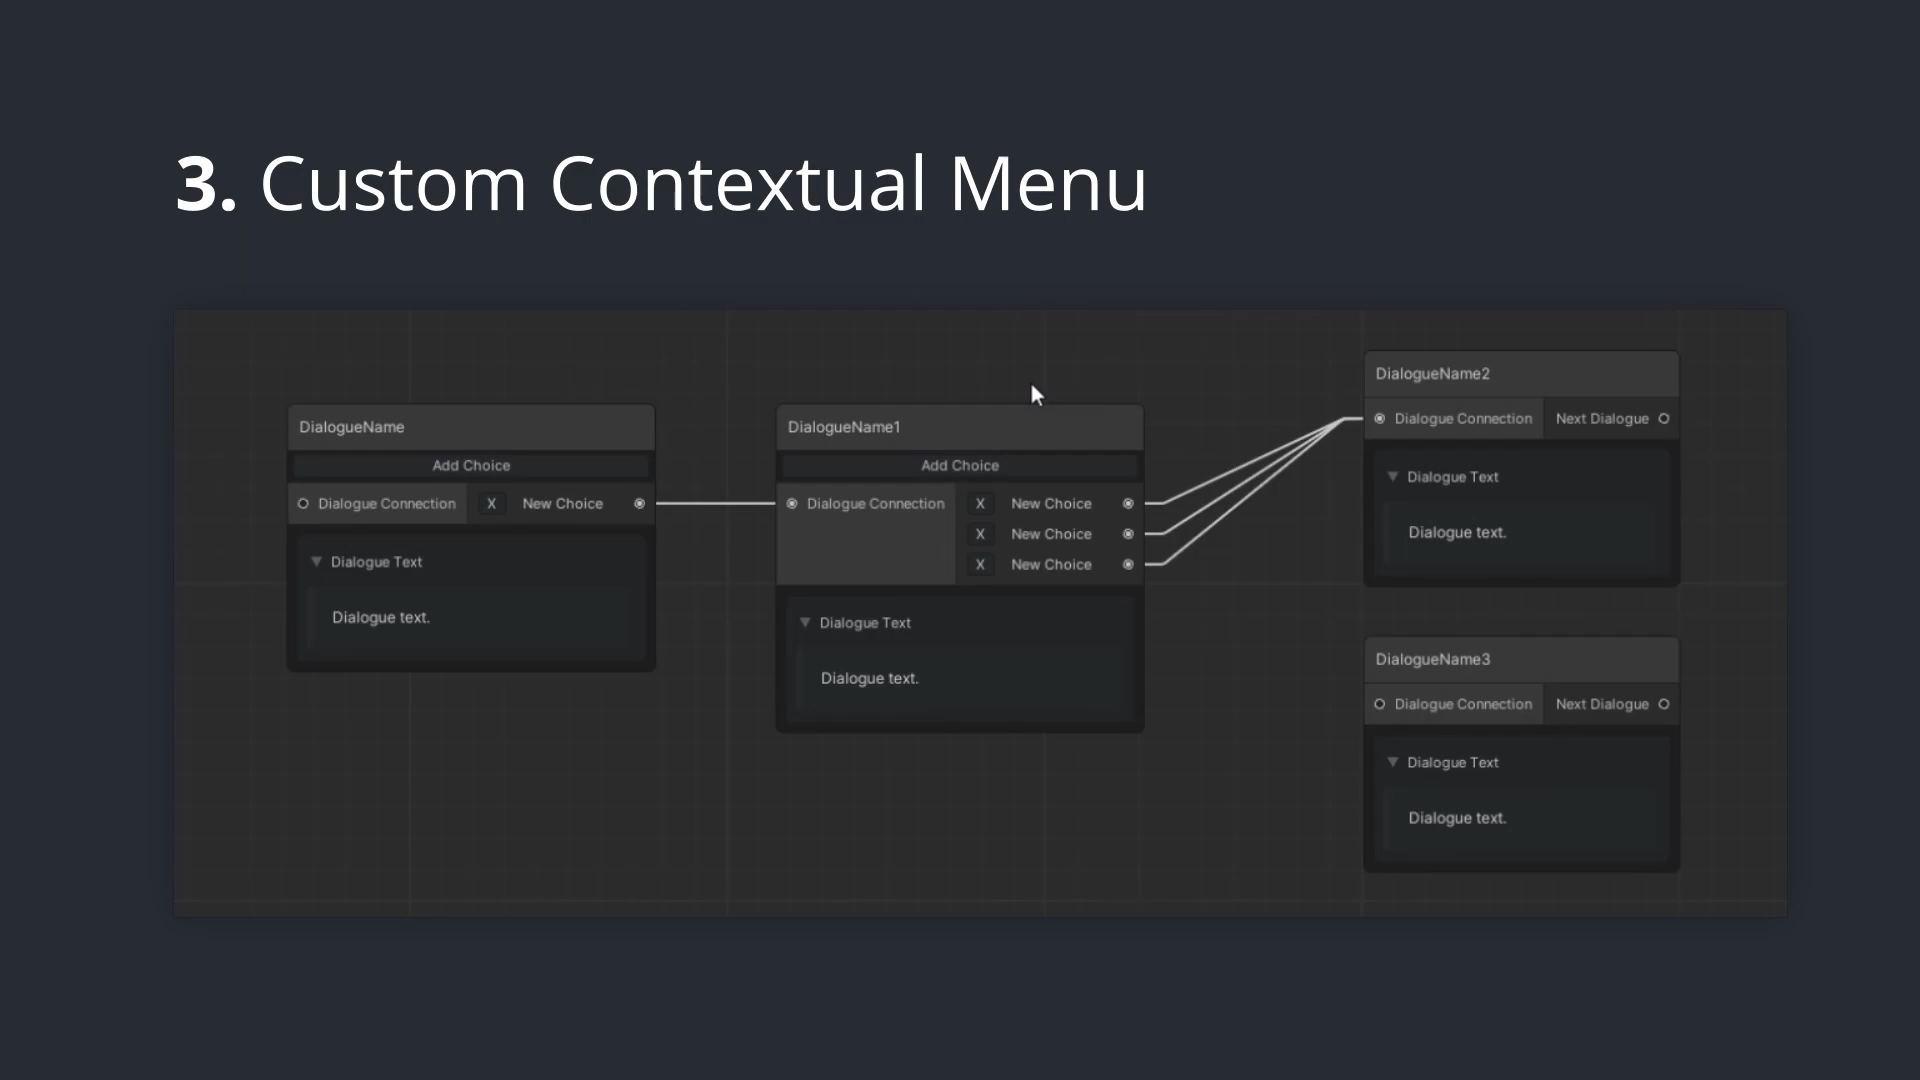 3. Custom Contextual Menu
DialogueName
Add Choice
Dialogue Connection X New Choice
Dialogue Text
Dialogue text.
DialogueName1
Add Choice
Dialogue Connection X New Choice
X New Choice
X New Choice
Dialogue Text
Dialogue text.
DialogueName2
Dialogue Connection Next Dialogue
Dialogue Text
Dialogue text.
DialogueName3
Dialogue Connection Next Dialogue
Dialogue Text
Dialogue text.